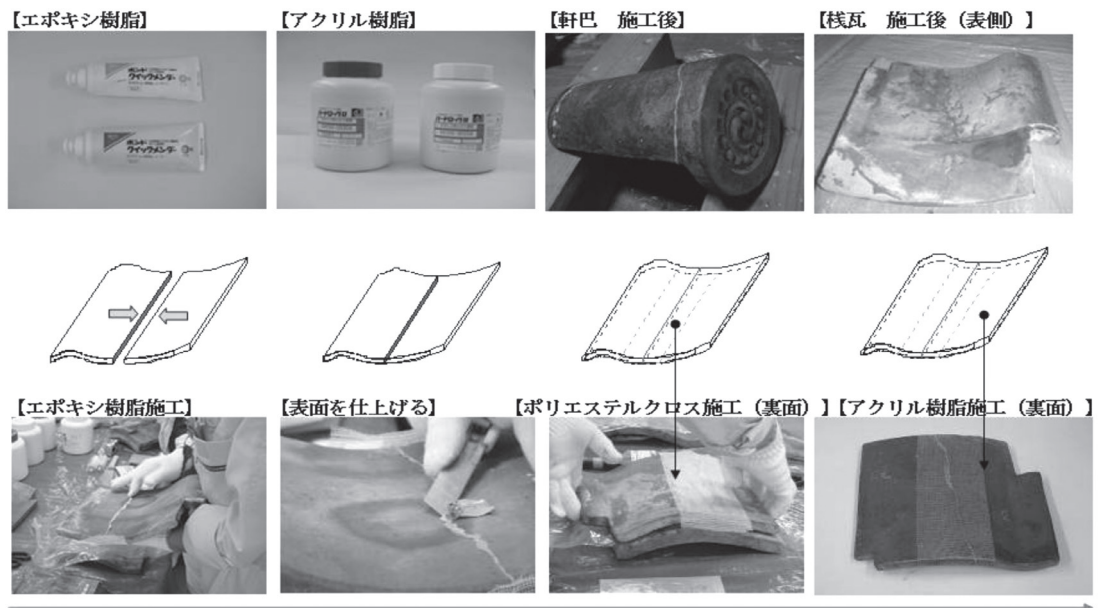 【エポキシ樹脂】
【アクリル樹脂】
【軒巴　施工後】
【桟瓦　施工後（表側）】
ボンド
クイックメンダー
ボンド
クイックメンダー
【エポキシ樹脂施工】
【表面を仕上げる】
【ポリエステルクロス施工（裏面）】
【アクリル樹脂施工（裏面）】